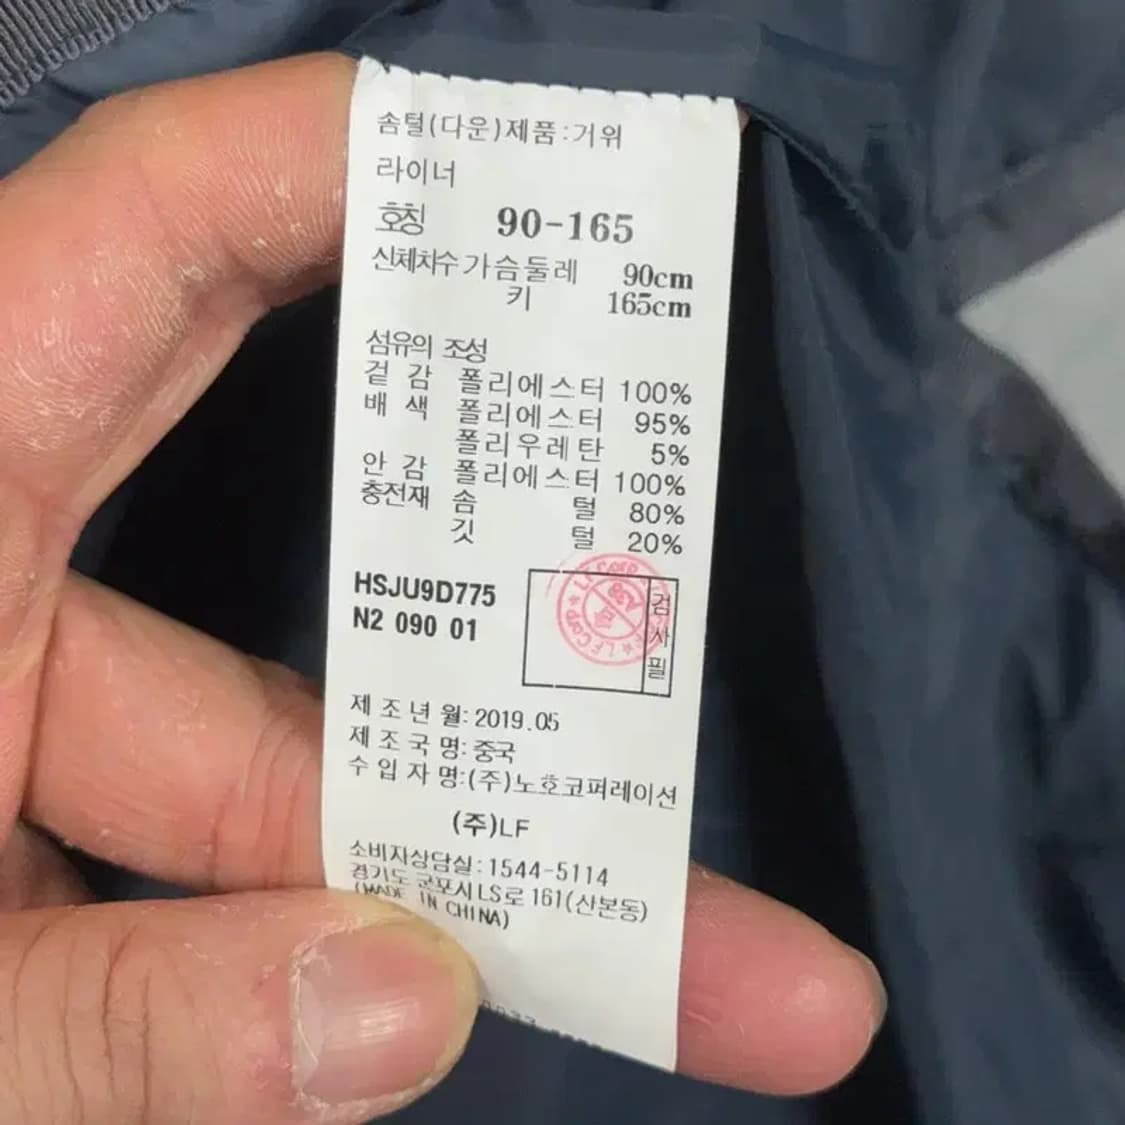 솜털(다운)제품:거위
라이너
호칭 90-165
신체치수 가슴둘레 90cm
키 165cm
섬유의 조성
겉감 폴리에스터 100%
배색 폴리에스터 95%
폴리우레탄 5%
안감 폴리에스터 100%
충전재 솜털 80%
깃털 20%
HSJU9D775
N2 090 01
LF Corp
검사필
제조년월: 2019.05
제조국명: 중국
수입자명:(주)노호코퍼레이션
(주)LF
소비자상담실:1544-5114
경기도 군포시 LS로 161(산본동)
(MADE IN CHINA)